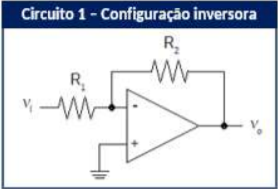 Circuito 1 – Configuração inversora
R₂
R₁
vᵢ
-
+
vₒ